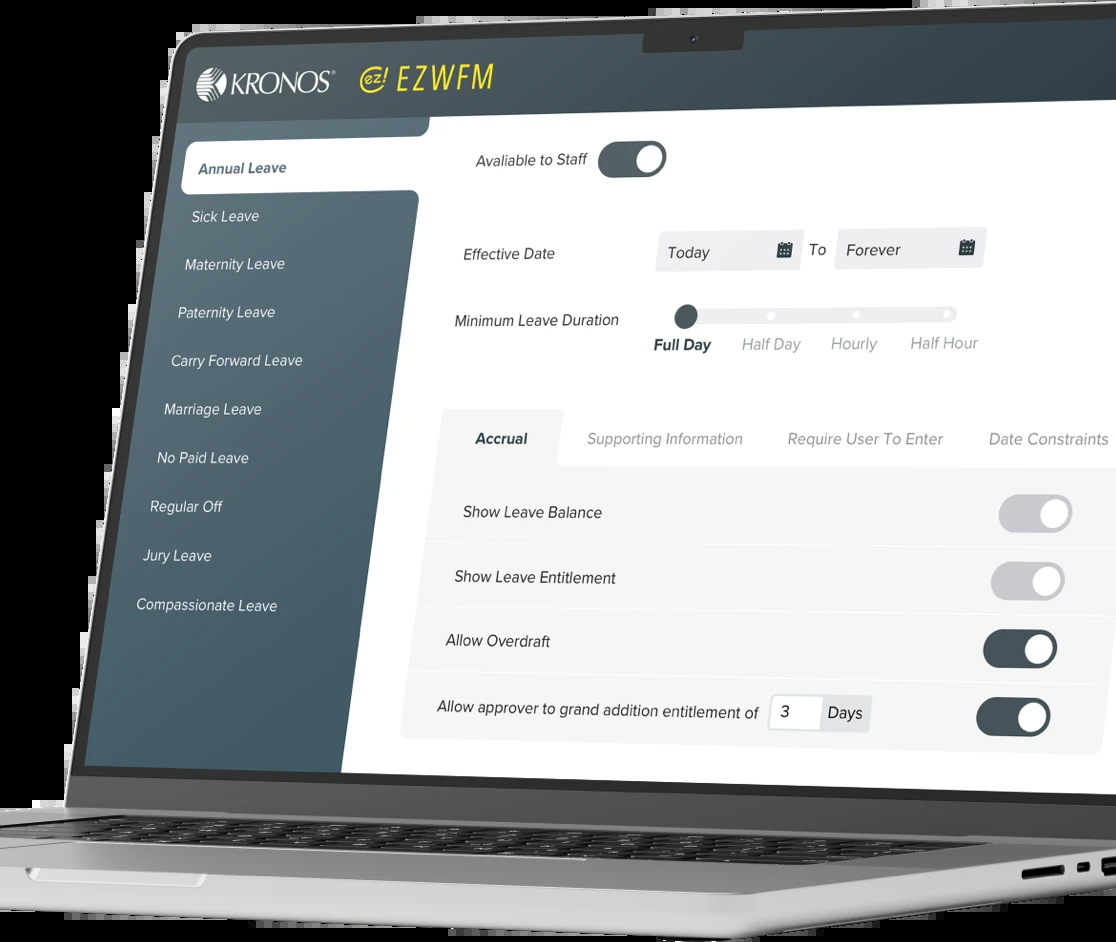 KRONOS® ez! EZWFM
Annual Leave
Sick Leave
Maternity Leave
Paternity Leave
Carry Forward Leave
Marriage Leave
No Paid Leave
Regular Off
Jury Leave
Compassionate Leave
Avaliable to Staff
Effective Date Today To Forever
Minimum Leave Duration
Full Day Half Day Hourly Half Hour
Accrual Supporting Information Require User To Enter Date Constraints
Show Leave Balance
Show Leave Entitlement
Allow Overdraft
Allow approver to grand addition entitlement of 3 Days